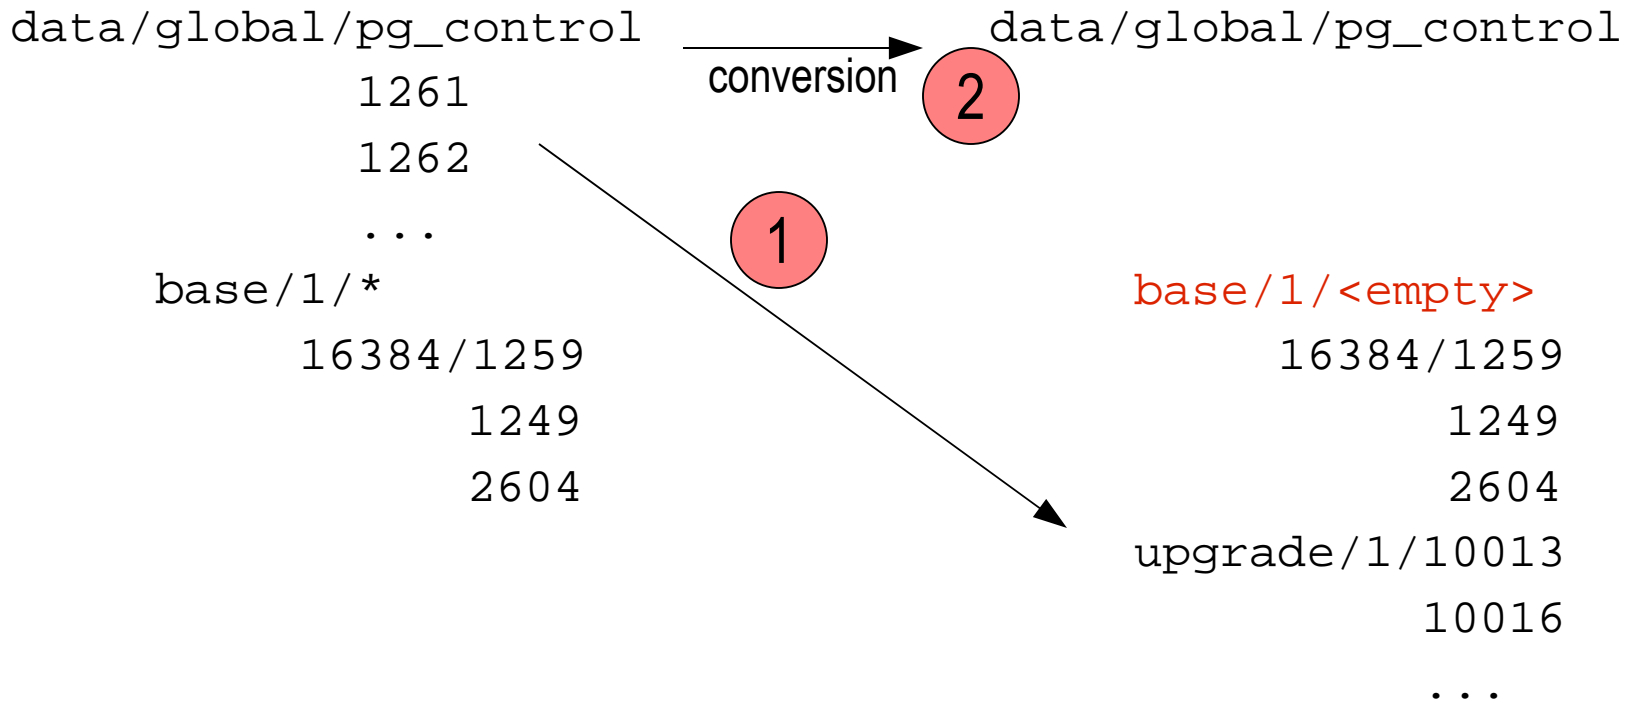 data/global/pg_control
conversion
data/global/pg_control
2
1261
1262
1
...
base/1/*
base/1/<empty>
16384/1259
16384/1259
1249
1249
2604
2604
upgrade/1/10013
10016
...